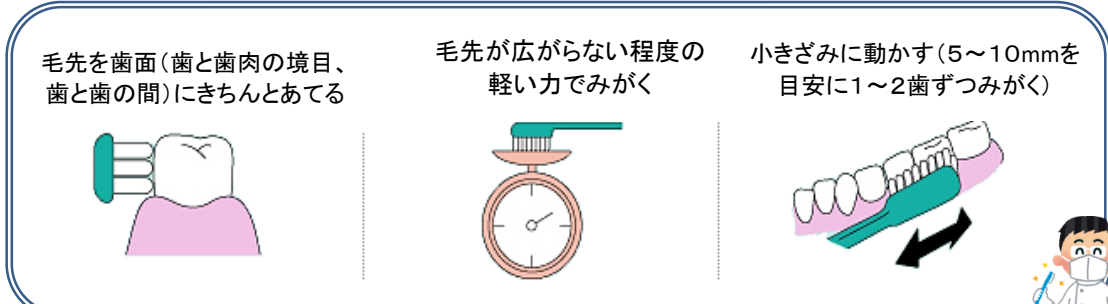 毛先を歯面(歯と歯肉の境目、
歯と歯の間)にきちんとあてる
毛先が広がらない程度の
軽い力でみがく
小きざみに動かす(5~10mmを
目安に1~2歯ずつみがく)